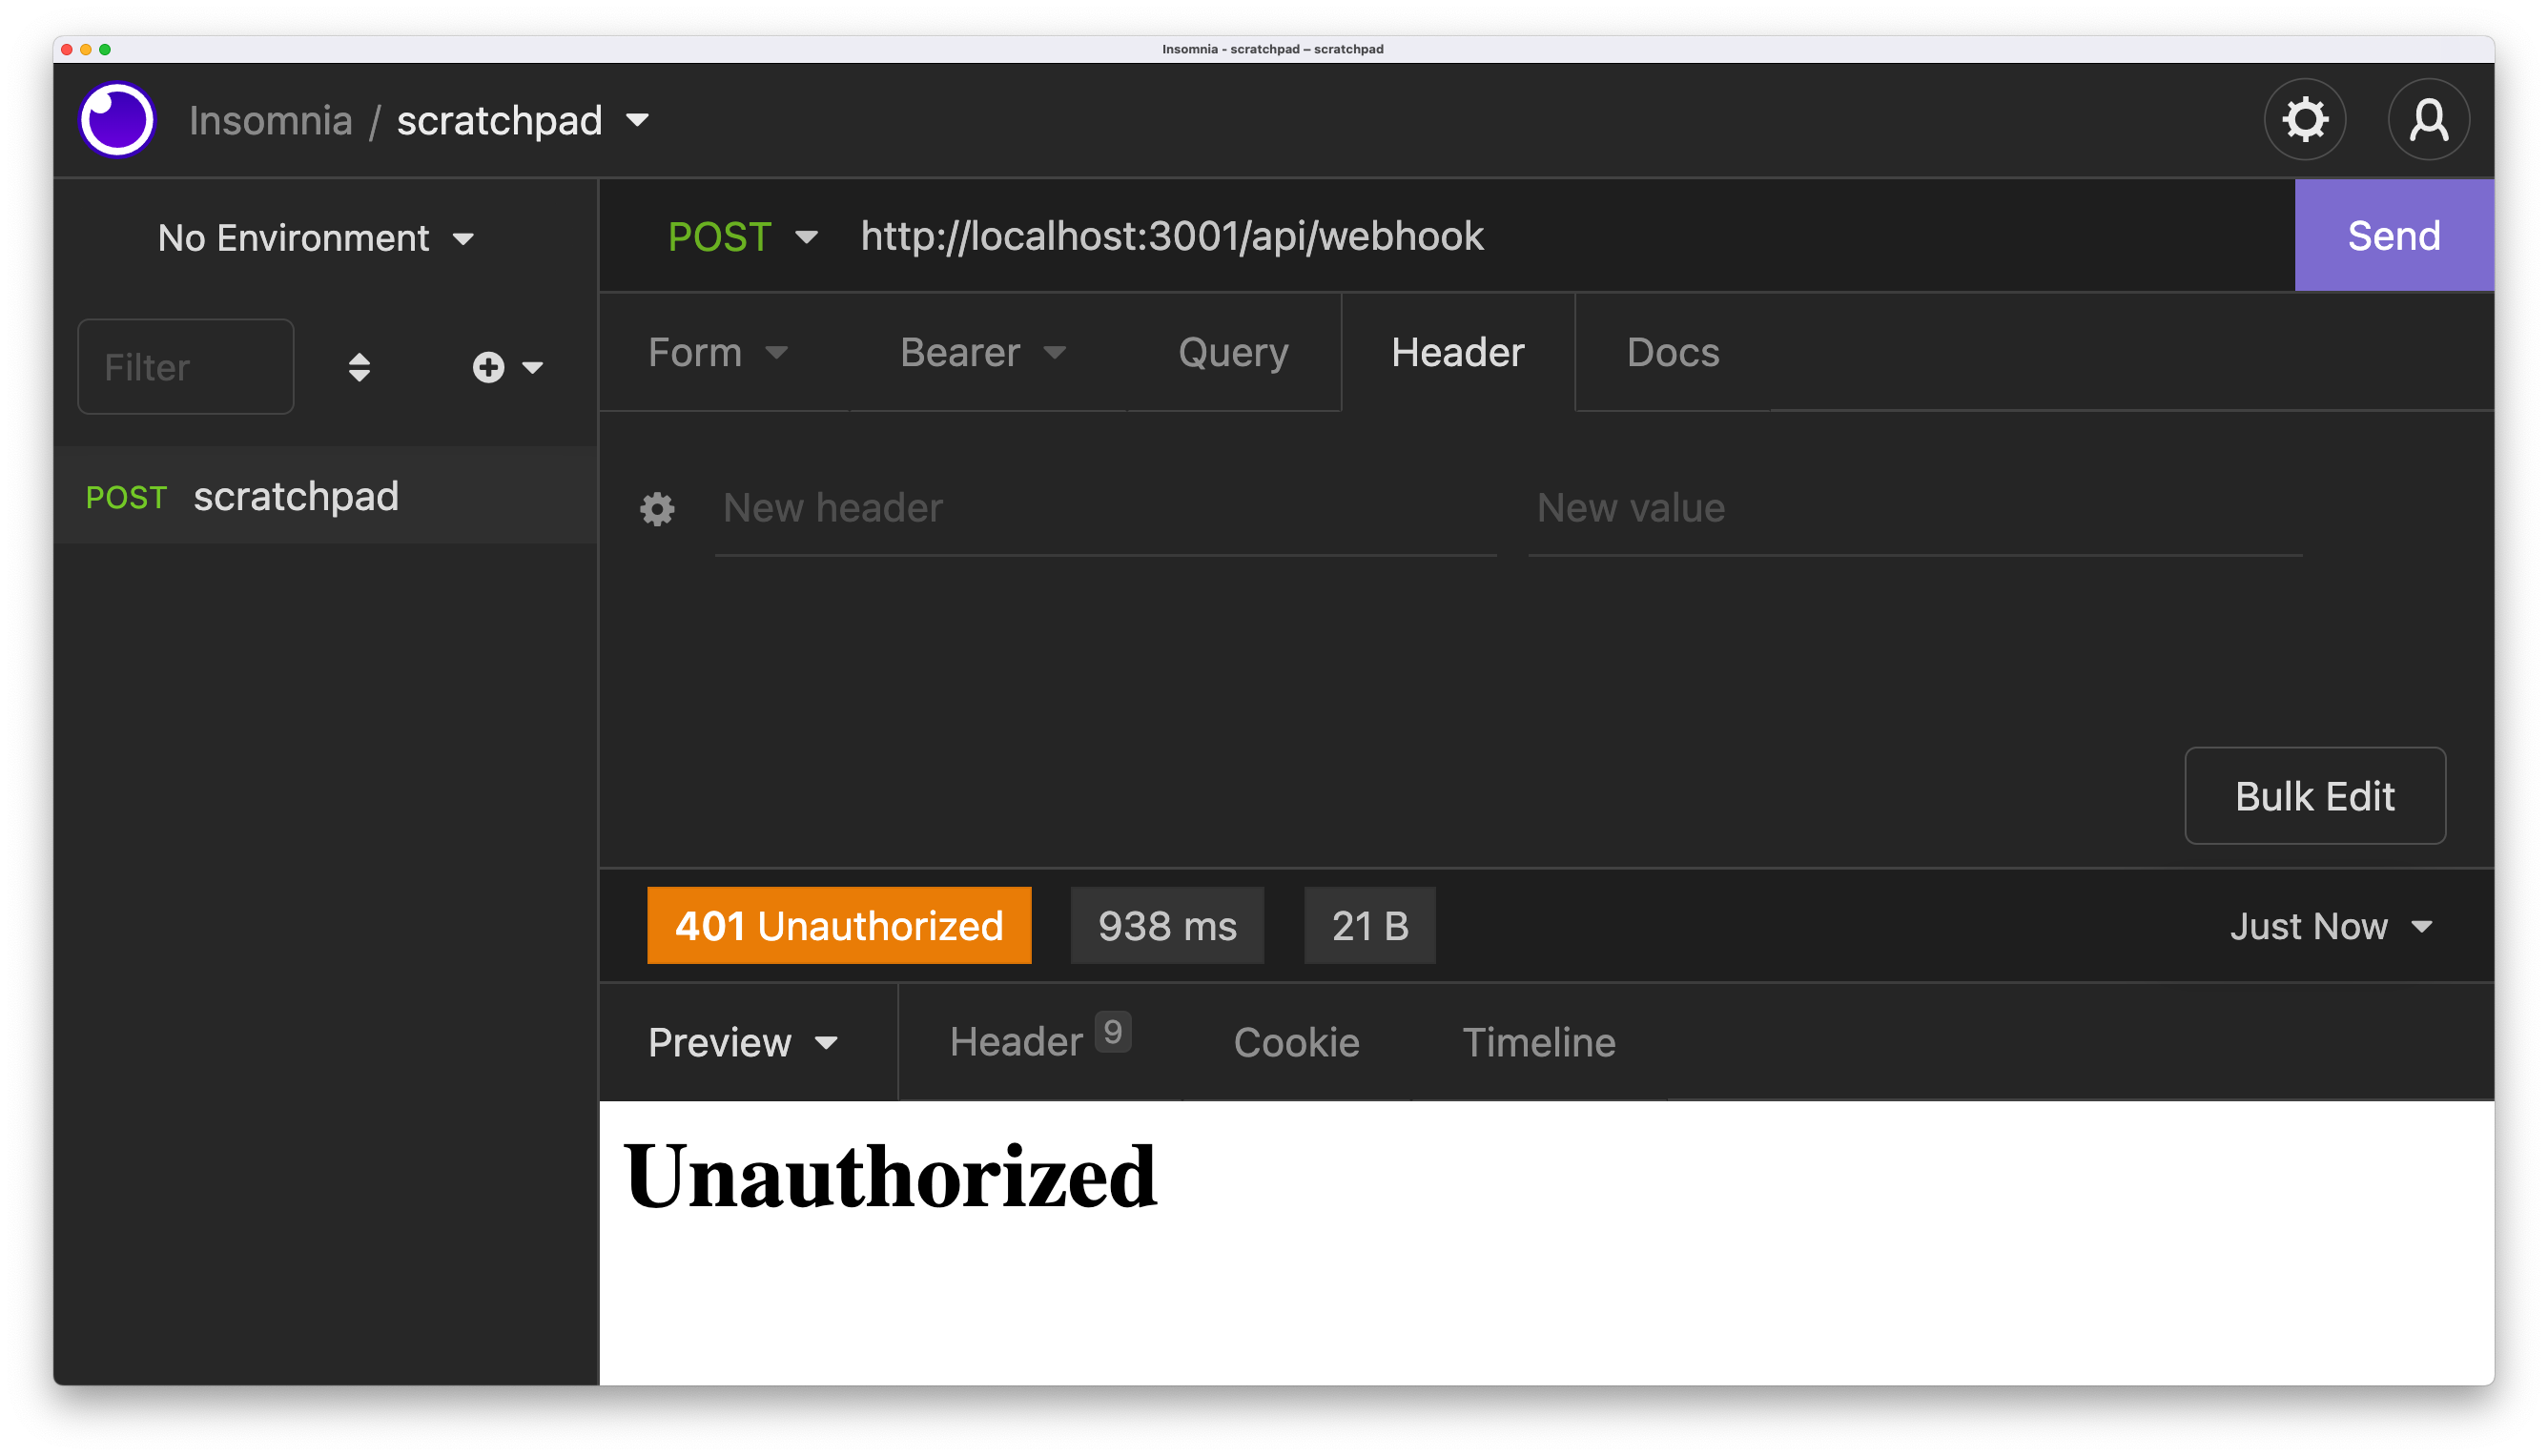 Insomnia - scratchpad – scratchpad
Insomnia / scratchpad
No Environment
POST http://localhost:3001/api/webhook Send
Form Bearer Query Header Docs
Filter
New header New value
POST scratchpad
Bulk Edit
401 Unauthorized 938 ms 21 B Just Now
Preview Header 9 Cookie Timeline
Unauthorized